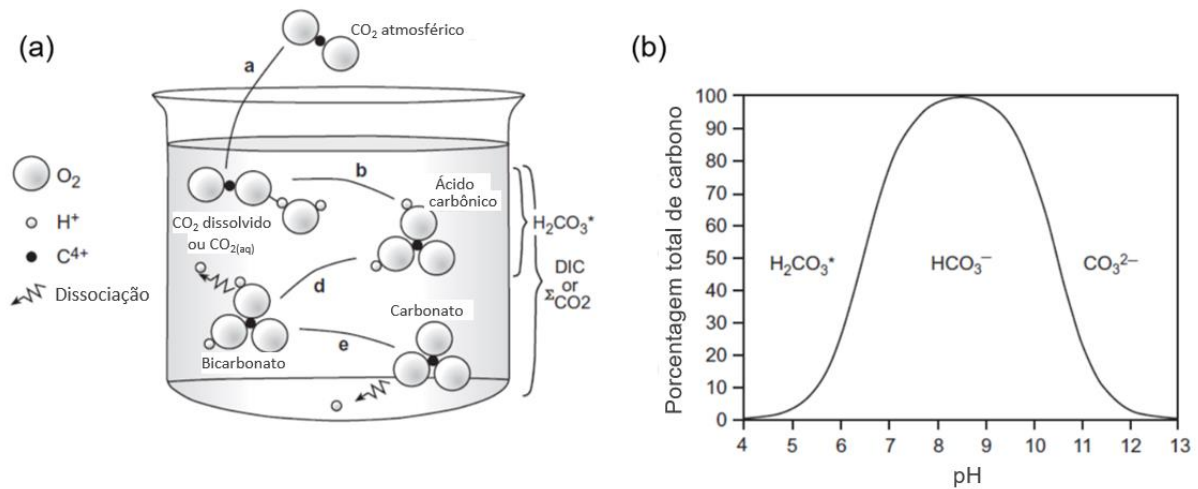 (a)
CO₂ atmosférico
a
O₂
H⁺
C⁴⁺
Dissociação
b
CO₂ dissolvido
ou CO₂₍aq₎
Ácido
carbônico
d
Bicarbonato
Carbonato
e
H₂CO₃*
DIC
or
ΣCO2
(b)
Porcentagem total de carbono
100
90
80
70
60
50
40
30
20
10
0
H₂CO₃*
HCO₃⁻
CO₃²⁻
4 5 6 7 8 9 10 11 12 13
pH